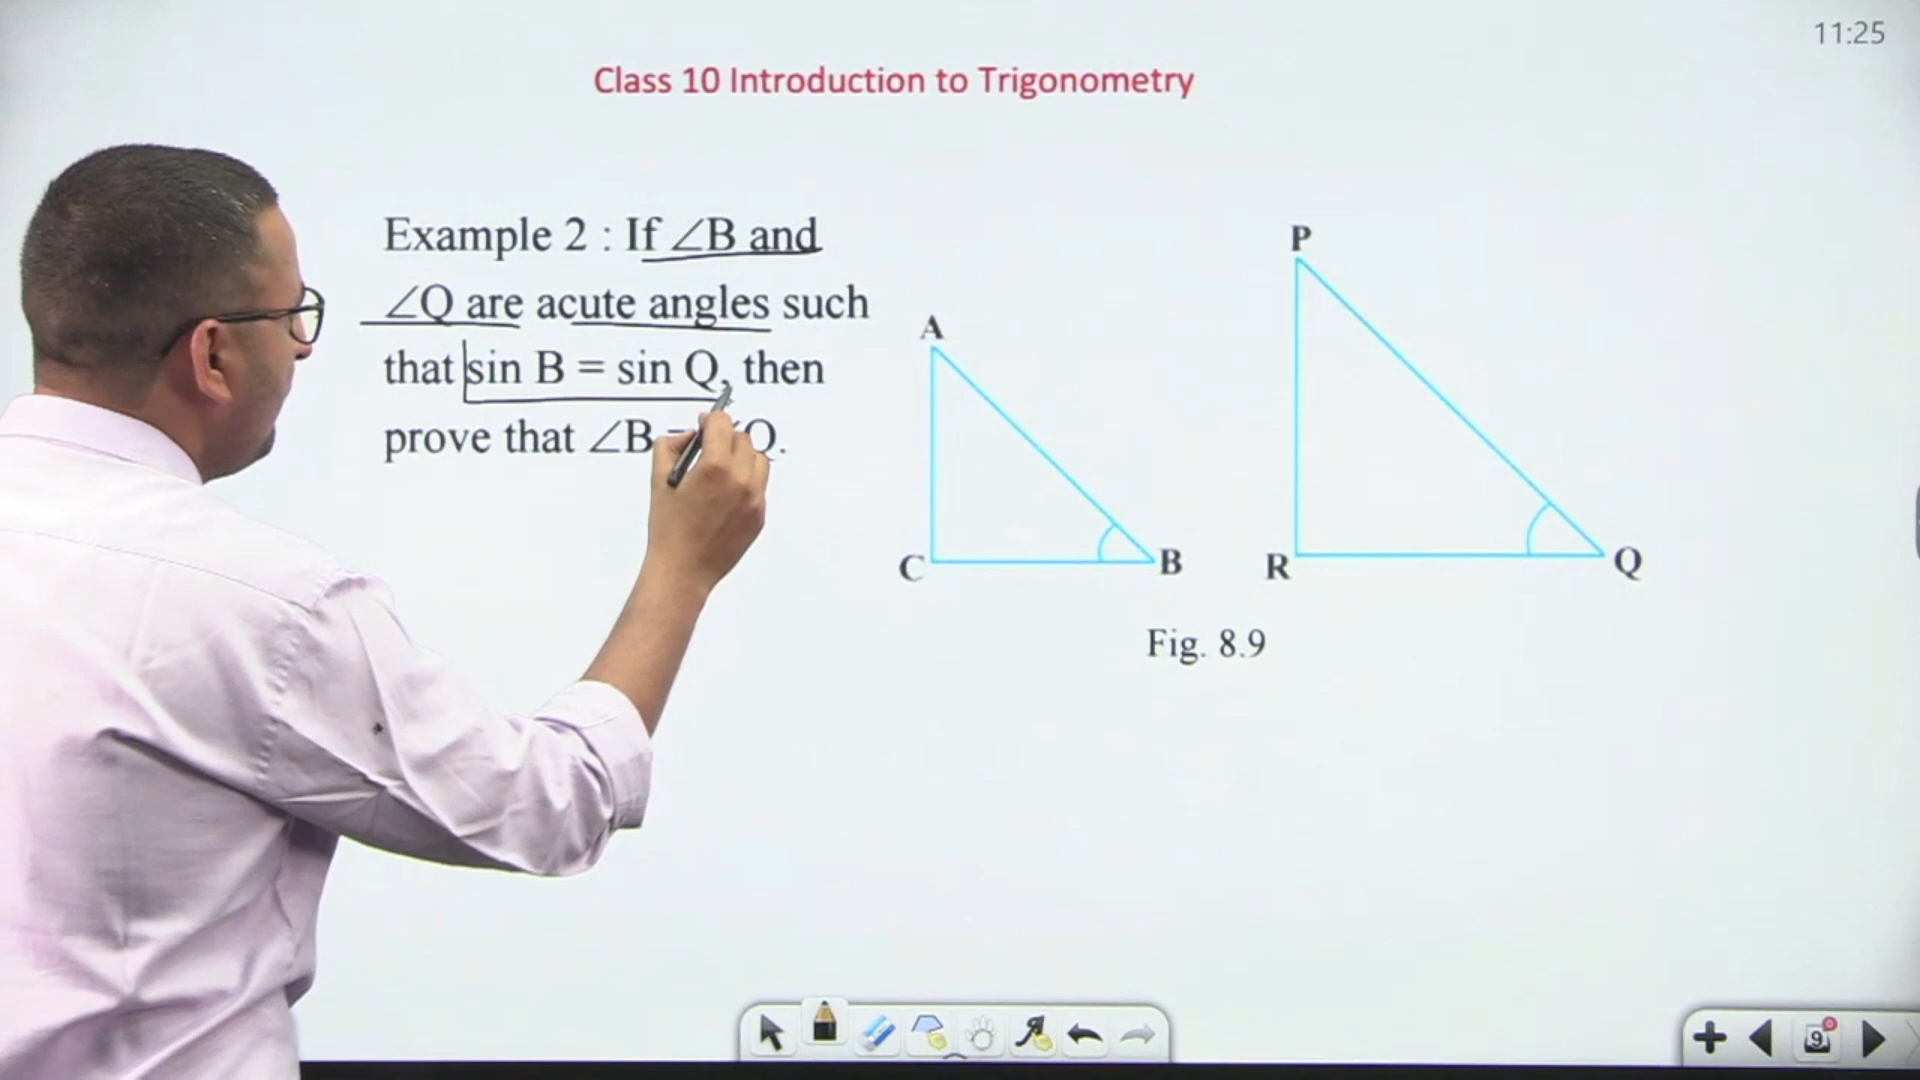 11:25
Class 10 Introduction to Trigonometry
Example 2 : If ∠B and
∠Q are acute angles such
that sin B = sin Q, then
prove that ∠B = ∠Q.
A
C
B
P
R
Q
Fig. 8.9
9